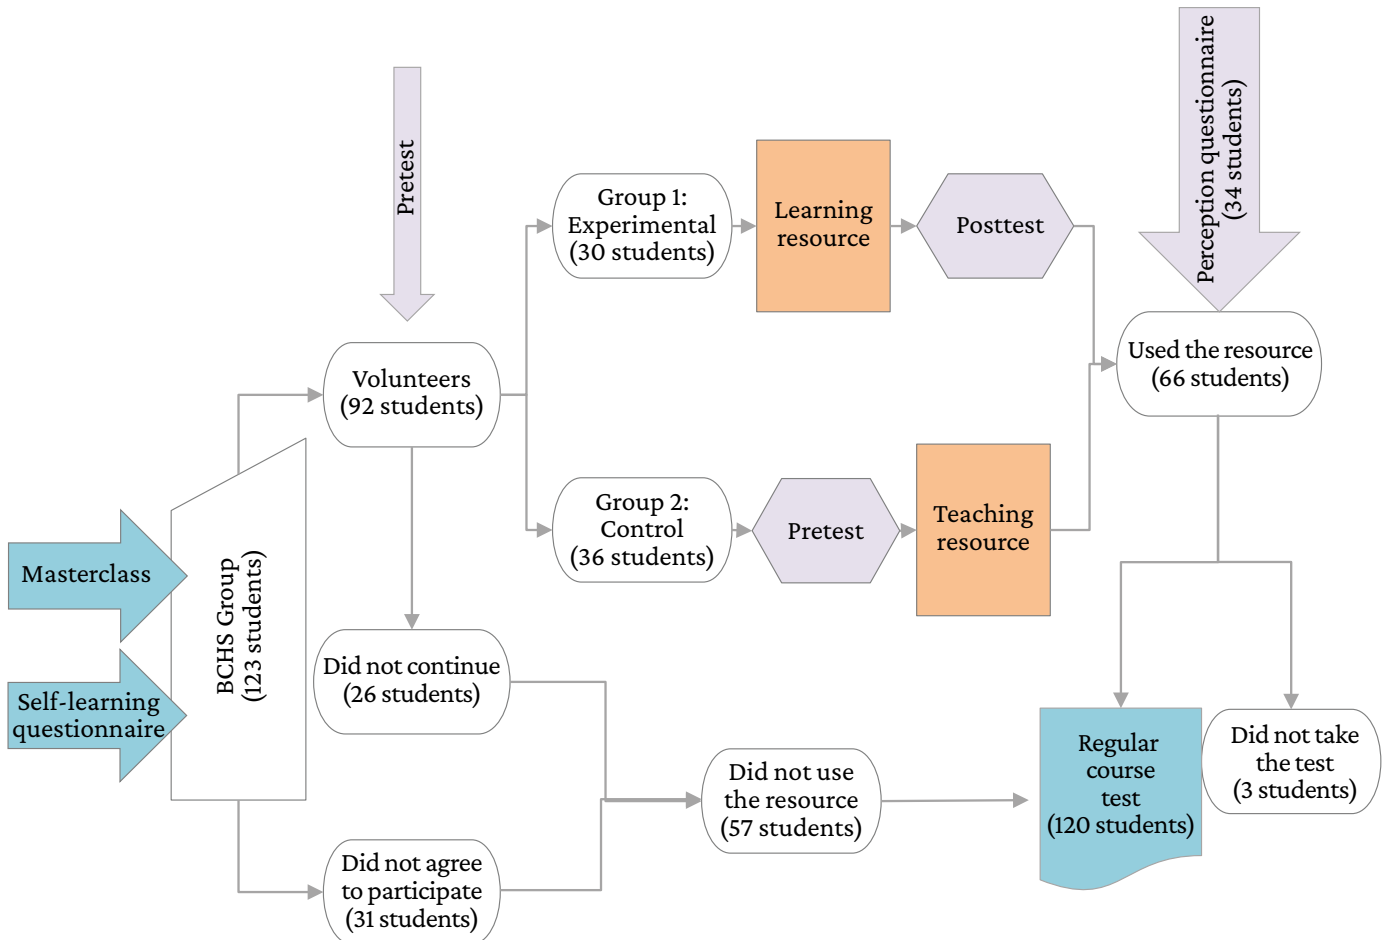 Pretest
Perception questionnaire
(34 students)
Group 1:
Experimental
(30 students)
Learning
resource
Posttest
Used the resource
(66 students)
Volunteers
(92 students)
Group 2:
Control
(36 students)
Pretest
Teaching
resource
Masterclass
Self-learning
questionnaire
BCHS Group
(123 students)
Did not continue
(26 students)
Did not use
the resource
(57 students)
Did not agree
to participate
(31 students)
Regular
course
test
(120 students)
Did not take
the test
(3 students)